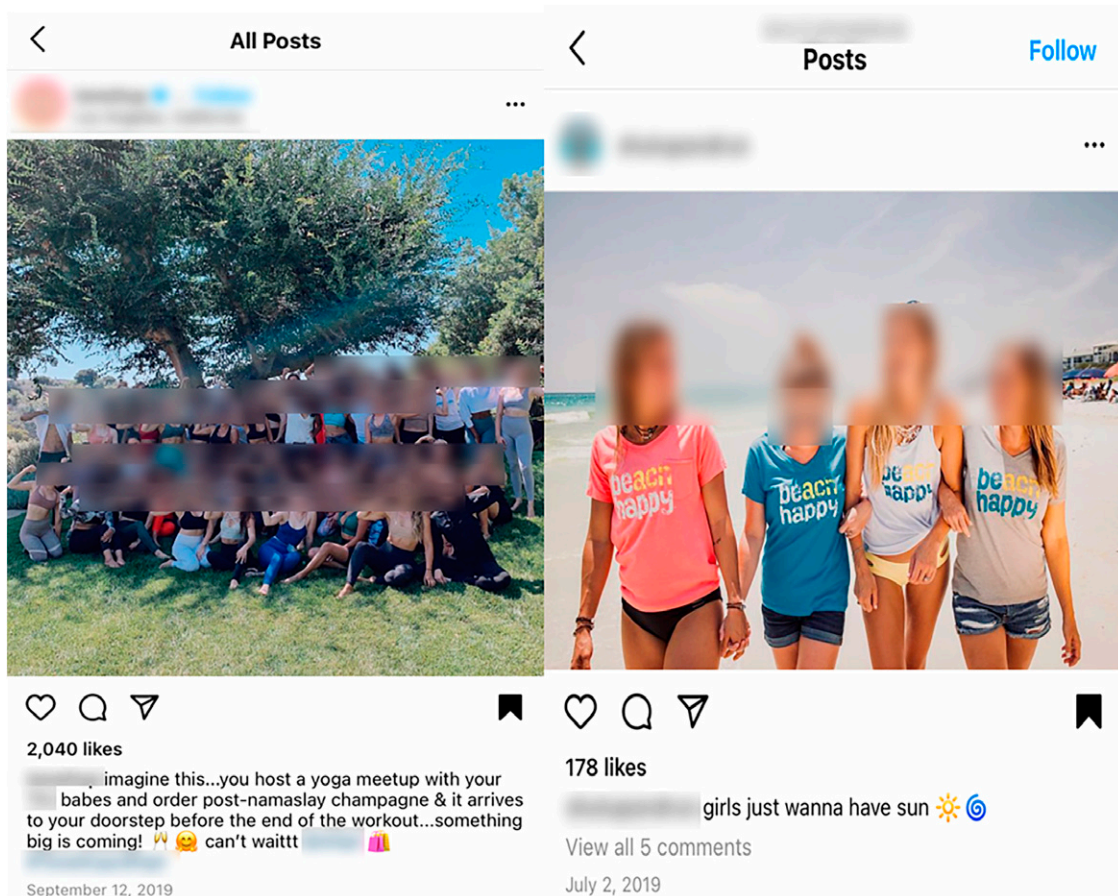 All Posts
2,040 likes
imagine this...you host a yoga meetup with your
babes and order post-namaslay champagne & it arrives
to your doorstep before the end of the workout...something
big is coming! 🥂 🤗 can't waittt 🛍️
September 12, 2019
Posts
Follow
beach
happy
beach
happy
beach
happy
beach
happy
178 likes
girls just wanna have sun ☀️🌀
View all 5 comments
July 2, 2019